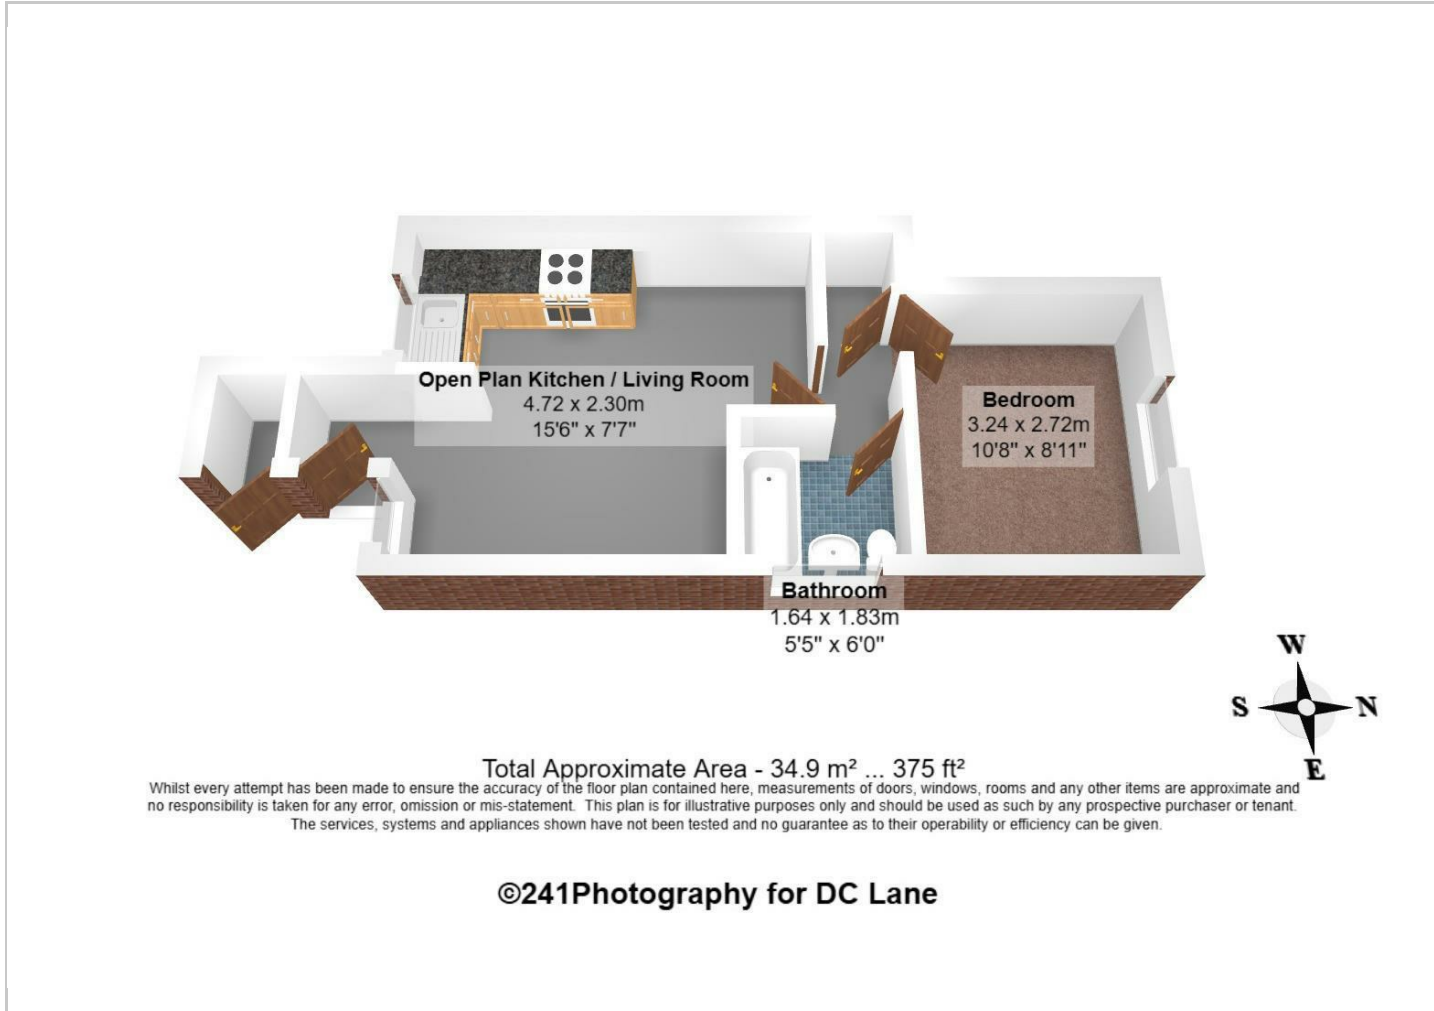 Open Plan Kitchen / Living Room
4.72 x 2.30m
15'6" x 7'7"
Bedroom
3.24 x 2.72m
10'8" x 8'11"
Bathroom
1.64 x 1.83m
5'5" x 6'0"
W
S
N
E
Total Approximate Area - 34.9 m² ... 375 ft²
Whilst every attempt has been made to ensure the accuracy of the floor plan contained here, measurements of doors, windows, rooms and any other items are approximate and
no responsibility is taken for any error, omission or mis-statement. This plan is for illustrative purposes only and should be used as such by any prospective purchaser or tenant.
The services, systems and appliances shown have not been tested and no guarantee as to their operability or efficiency can be given.
©241Photography for DC Lane